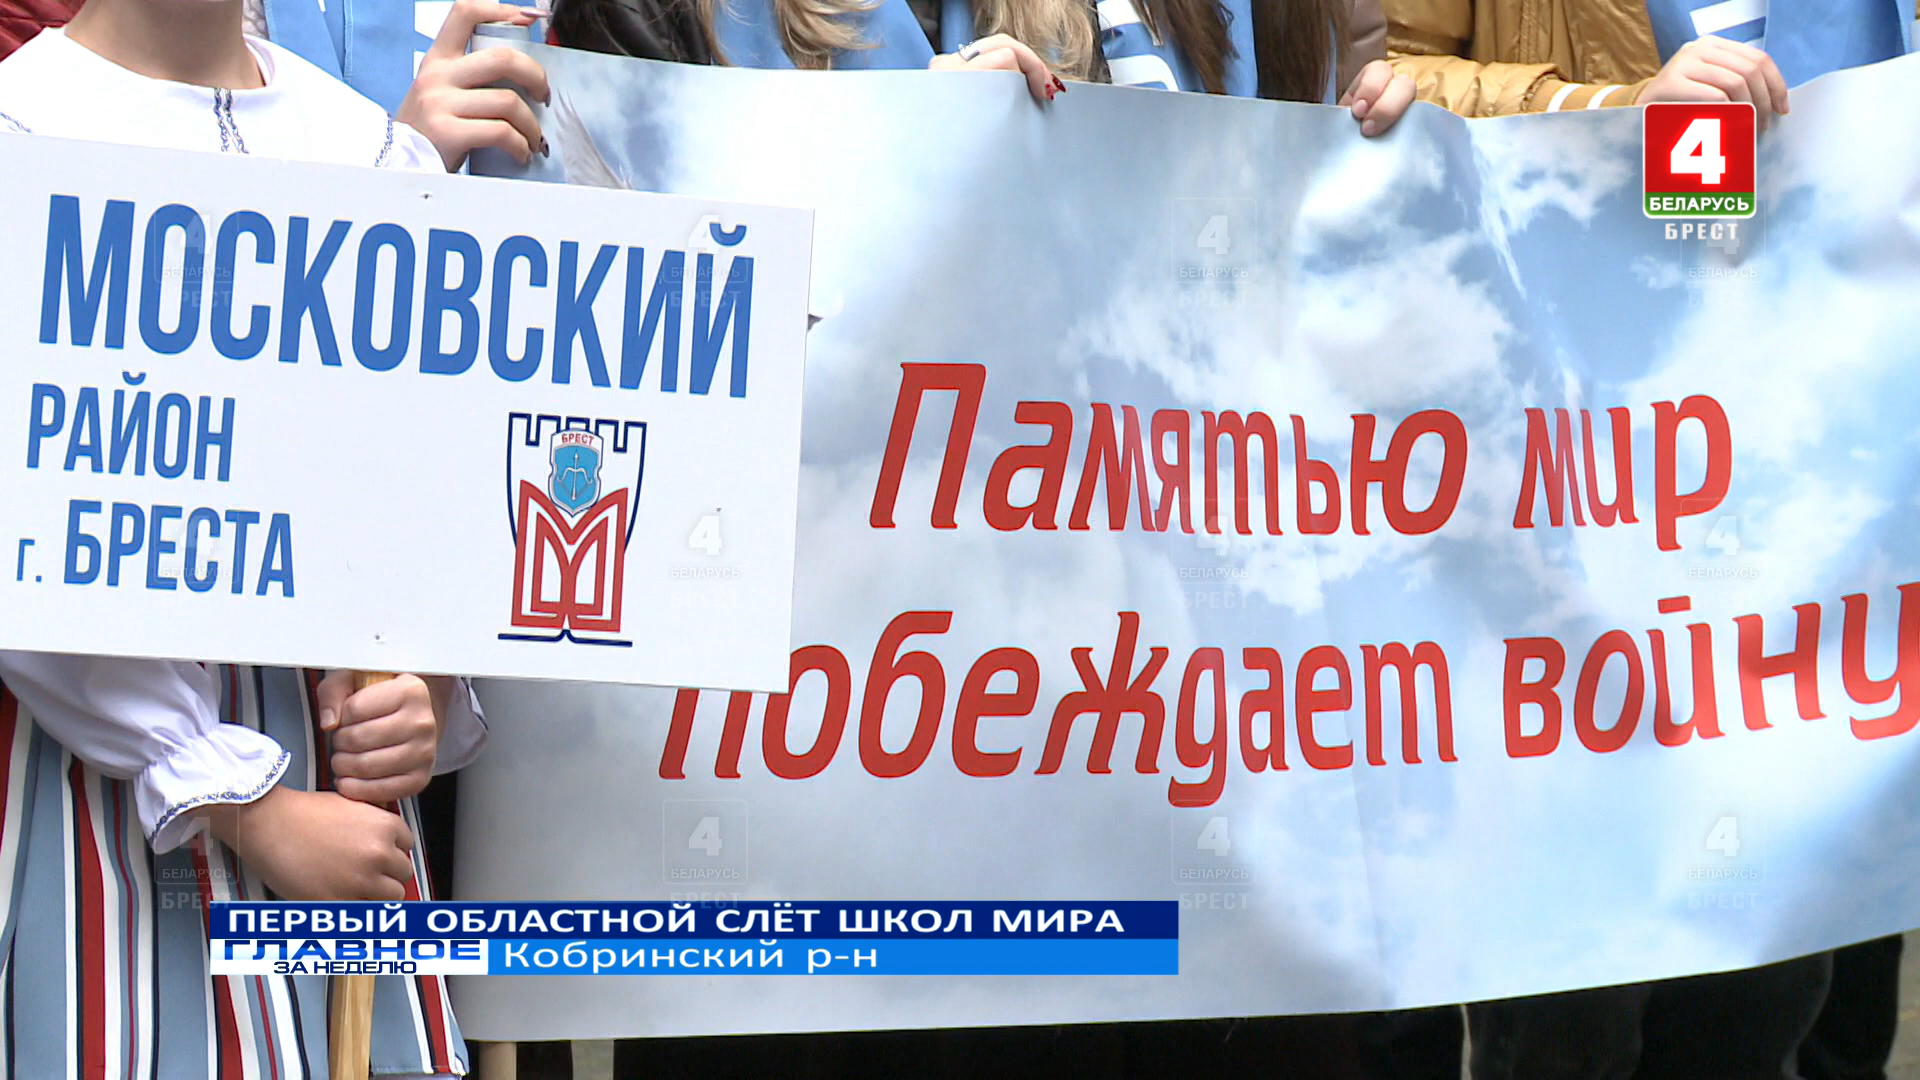 4
БЕЛАРУСЬ
БРЕСТ
МОСКОВСКИЙ
РАЙОН
г. БРЕСТА
БРЕСТ
Памятью мир
побеждает войну
ПЕРВЫЙ ОБЛАСТНОЙ СЛЁТ ШКОЛ МИРА
ГЛАВНОЕ
ЗА НЕДЕЛЮ
Кобринский р-н